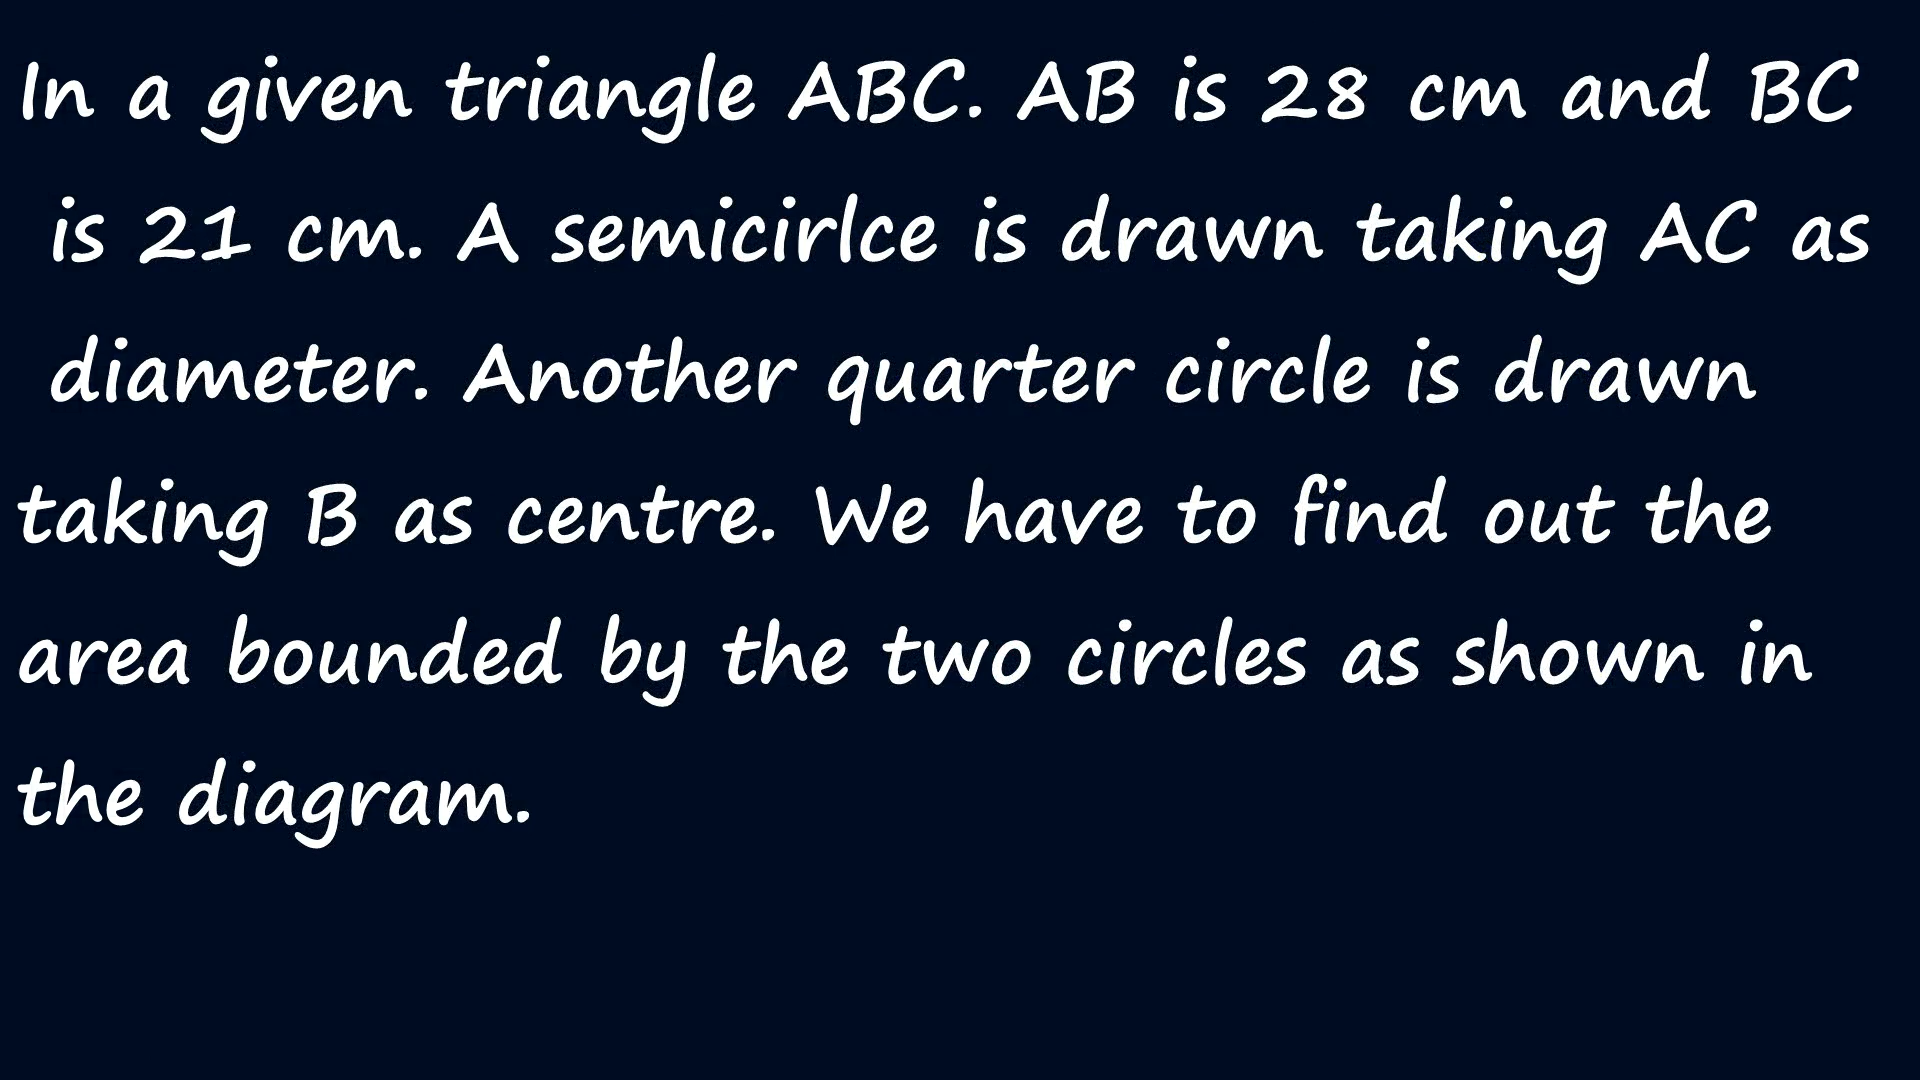 In a given triangle ABC. AB is 28 cm and BC
is 21 cm. A semicirlce is drawn taking AC as
diameter. Another quarter circle is drawn
taking B as centre. We have to find out the
area bounded by the two circles as shown in
the diagram.